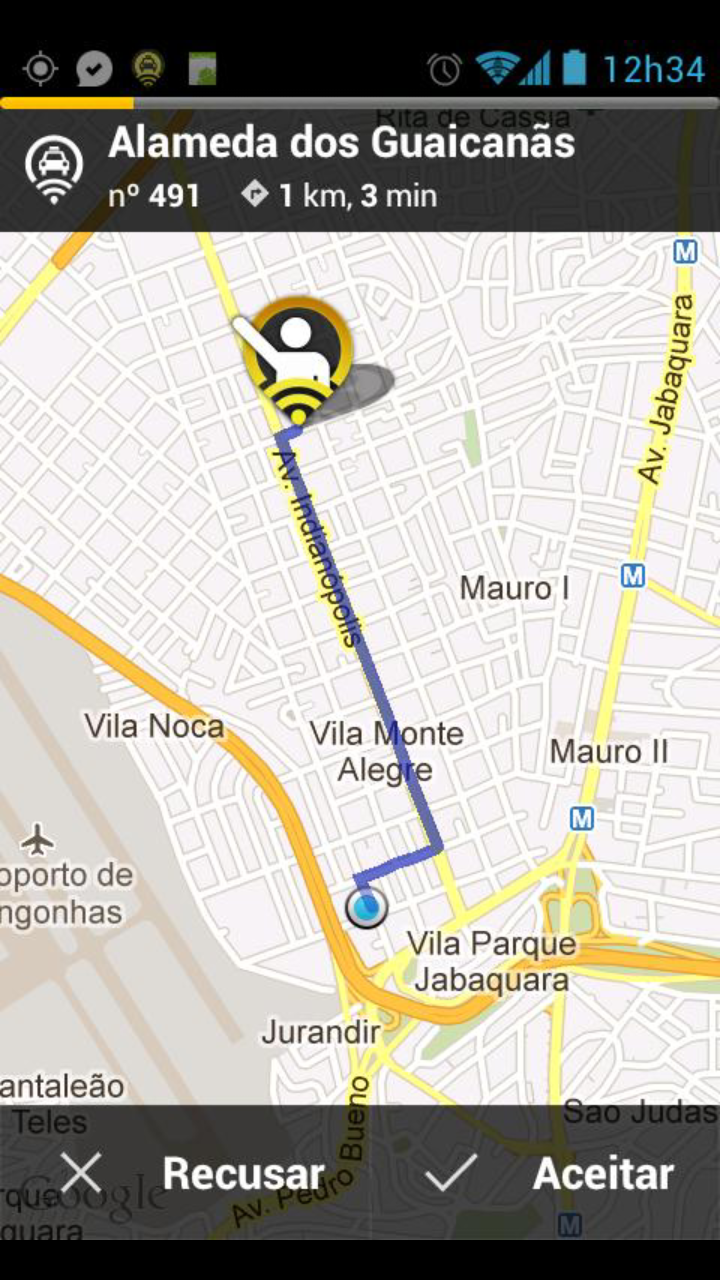 12h34
Rita de Cássia
Alameda dos Guaicanãs
nº 491 1 km, 3 min
M
Av. Jabaquara
Av. Indianópolis
M
Mauro I
Vila Noca
Vila Monte
Alegre
Mauro II
M
oporto de
ngonhas
Vila Parque
Jabaquara
Jurandir
antaleão
Teles
Sao Judas
Av. Pedro Bueno
Recusar Aceitar
Google
rque
quara
M